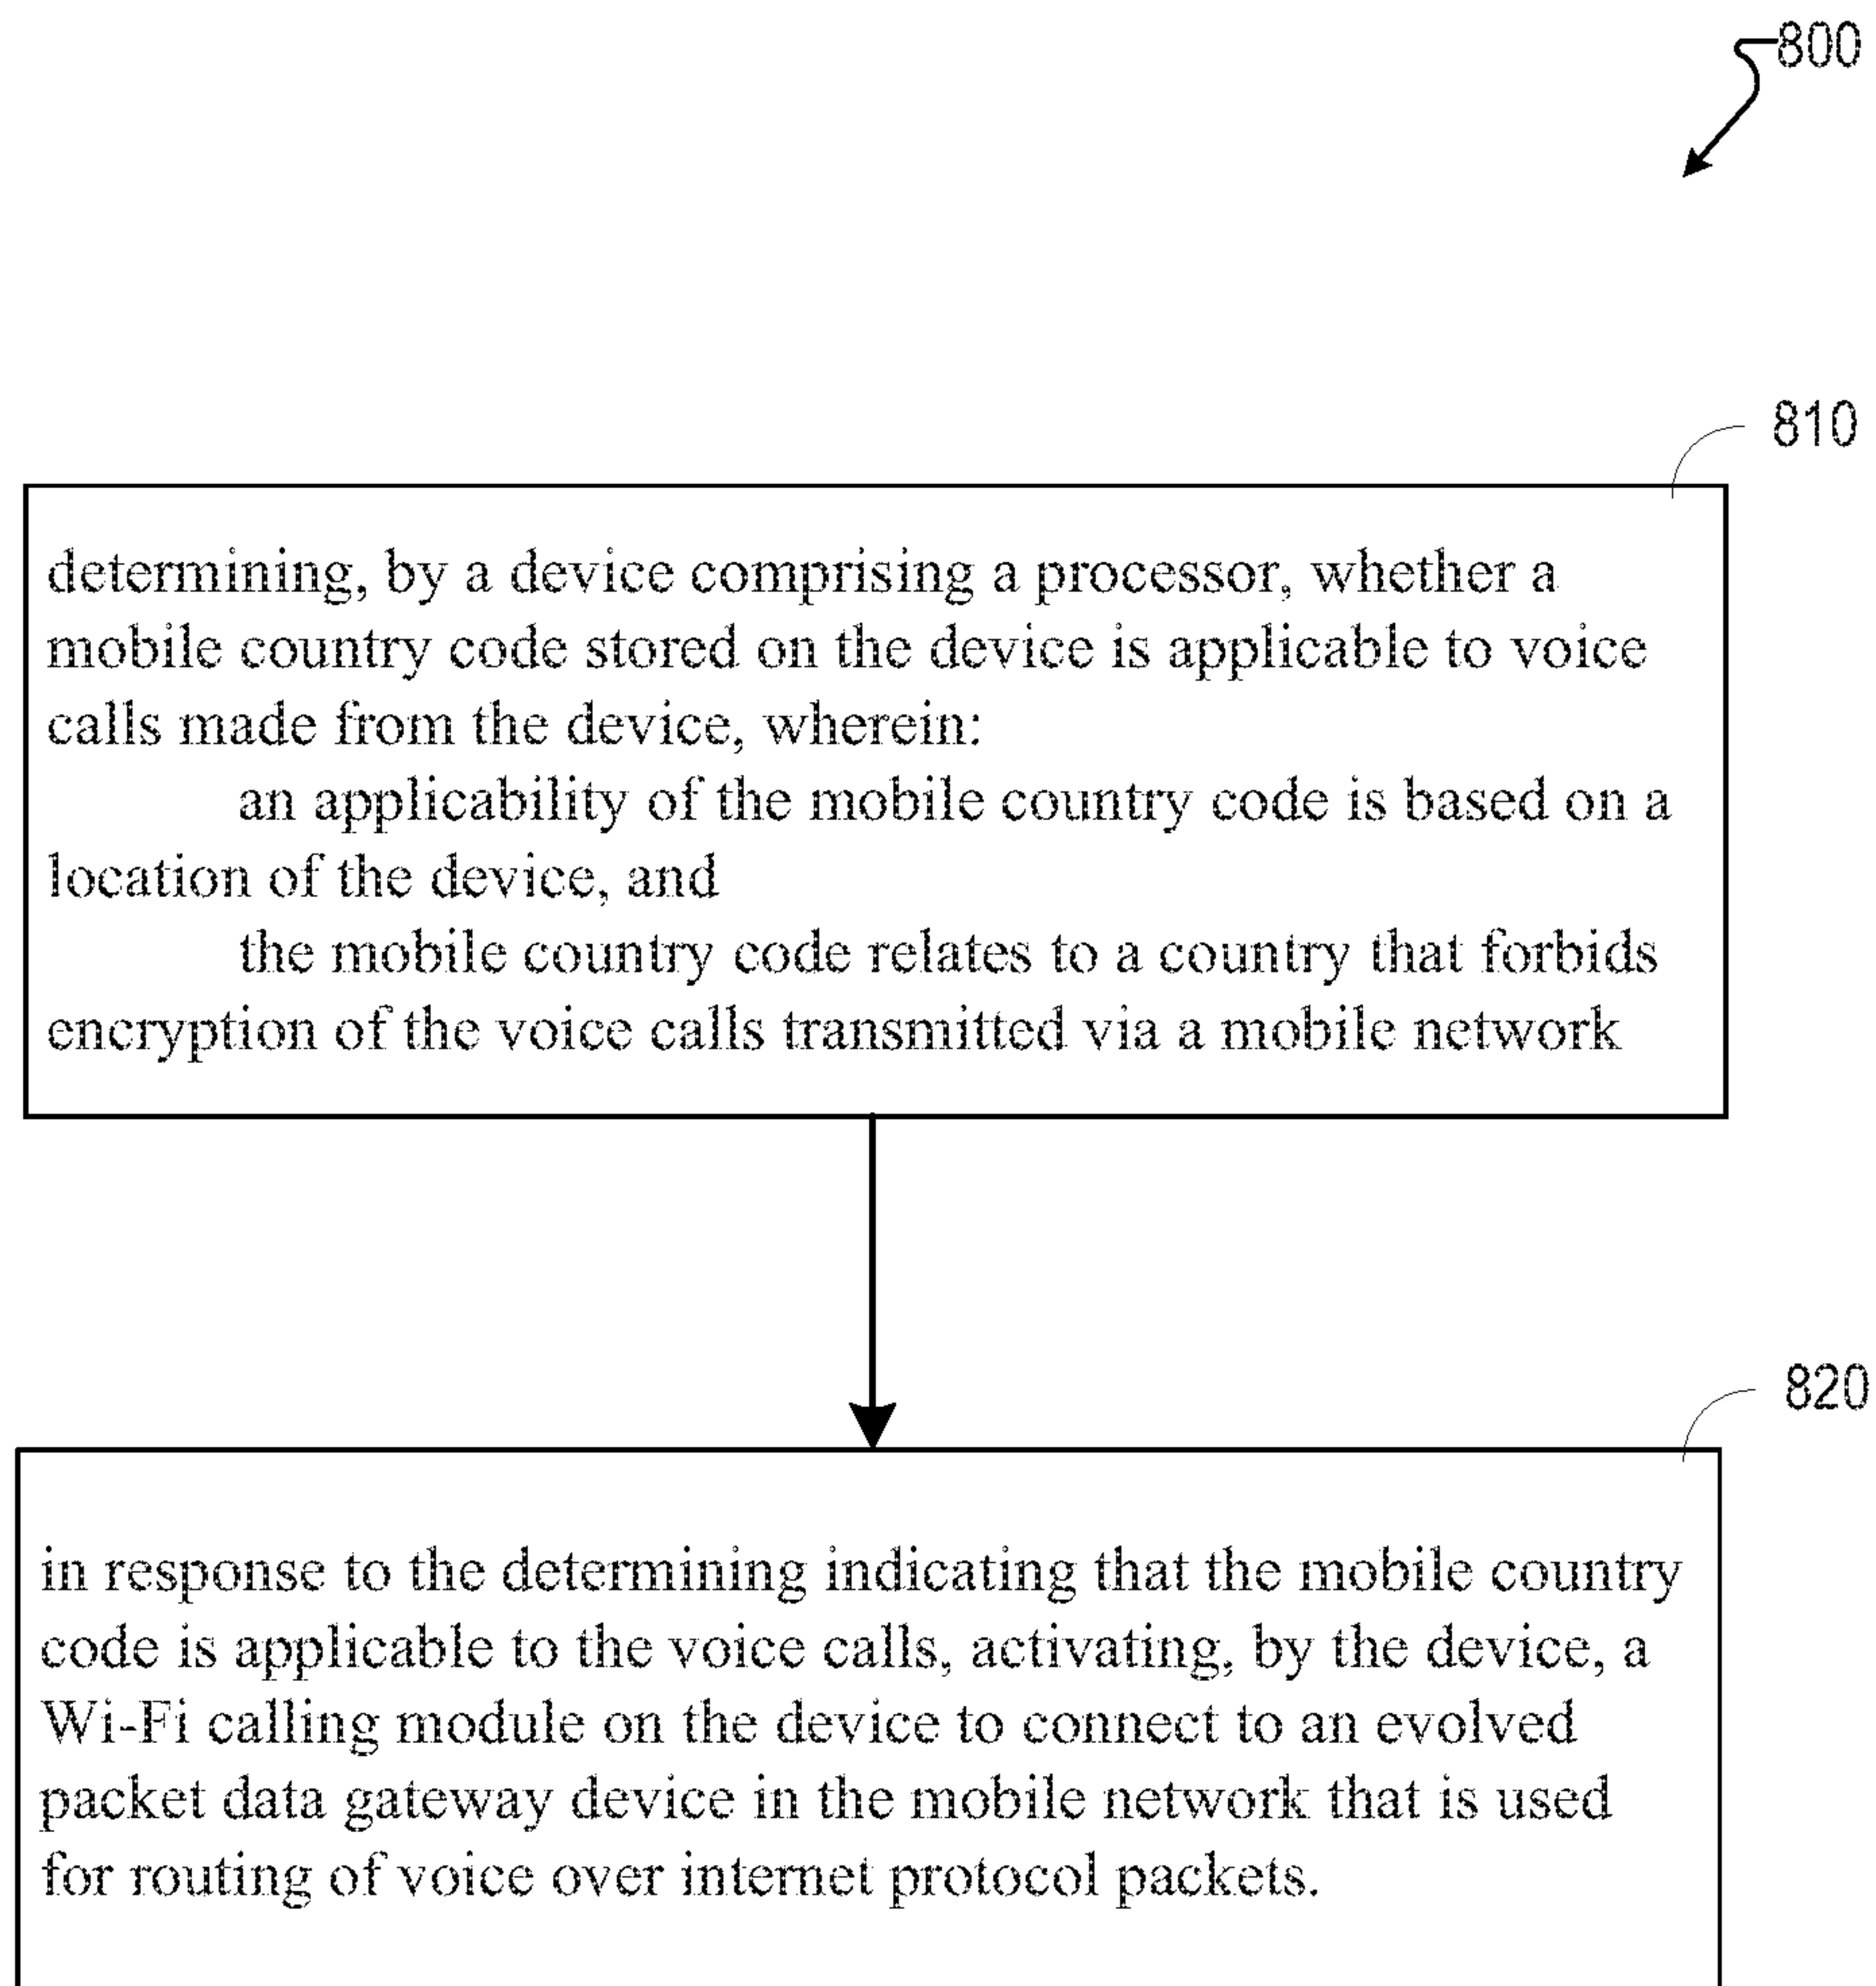 800
810
determining, by a device comprising a processor, whether a
mobile country code stored on the device is applicable to voice
calls made from the device, wherein:
an applicability of the mobile country code is based on a
location of the device, and
the mobile country code relates to a country that forbids
encryption of the voice calls transmitted via a mobile network
820
in response to the determining indicating that the mobile country
code is applicable to the voice calls, activating, by the device, a
Wi-Fi calling module on the device to connect to an evolved
packet data gateway device in the mobile network that is used
for routing of voice over internet protocol packets.